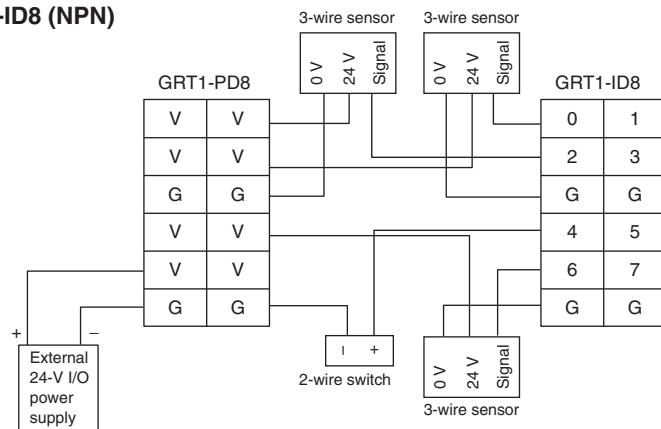 -ID8 (NPN)
3-wire sensor
3-wire sensor
0 V
24 V
Signal
0 V
24 V
Signal
GRT1-PD8
GRT1-ID8
V V
0 1
V V
2 3
G G
G G
V V
4 5
V V
6 7
G G
G G
+ −
External
24-V I/O
power
supply
− +
2-wire switch
0 V
24 V
Signal
3-wire sensor